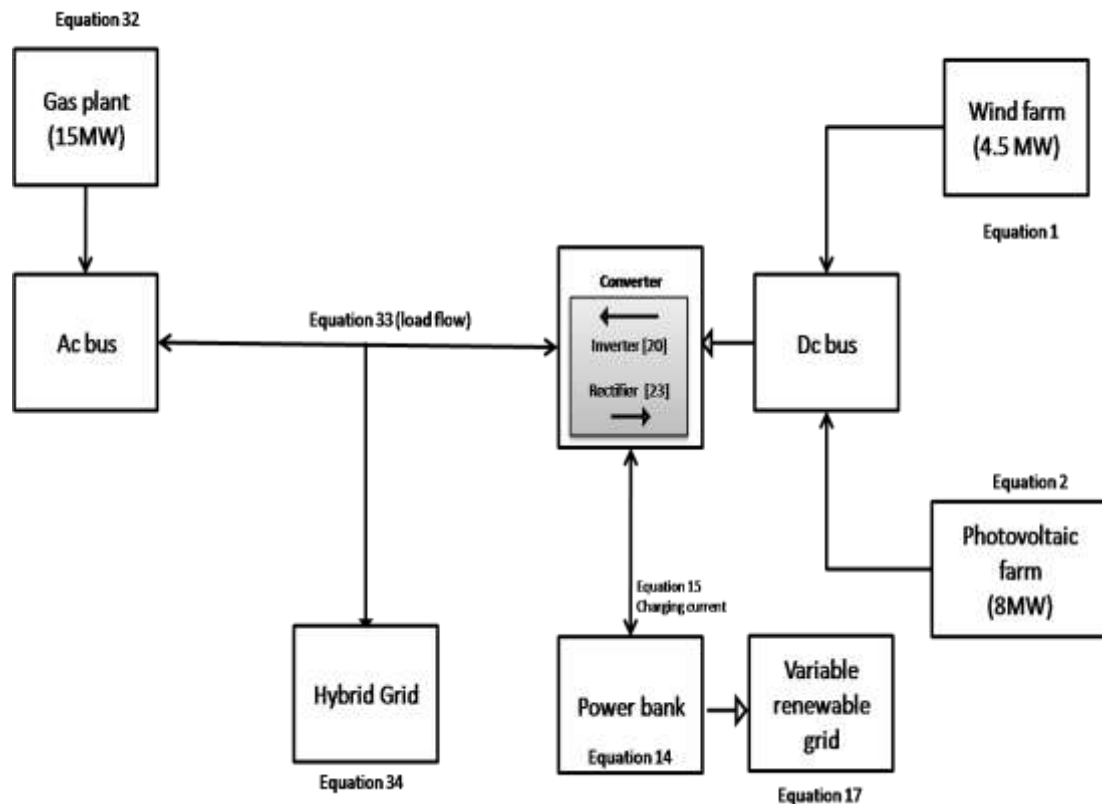 Equation 32
Gas plant
(15MW)
Wind farm
(4.5 MW)
Equation 1
Ac bus
Equation 33 (load flow)
Converter
Inverter [20]
Rectifier [23]
Dc bus
Equation 2
Photovoltaic
farm
(8MW)
Equation 15
Charging current
Hybrid Grid
Equation 34
Power bank
Equation 14
Variable
renewable
grid
Equation 17